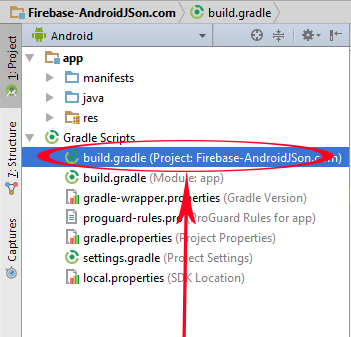 Firebase-AndroidJSon.com build.gradle
1: Project
7: Structure
Captures
Android
app
manifests
java
res
Gradle Scripts
build.gradle (Project: Firebase-AndroidJSon.com)
build.gradle (Module: app)
gradle-wrapper.properties (Gradle Version)
proguard-rules.pro (ProGuard Rules for app)
gradle.properties (Project Properties)
settings.gradle (Project Settings)
local.properties (SDK Location)